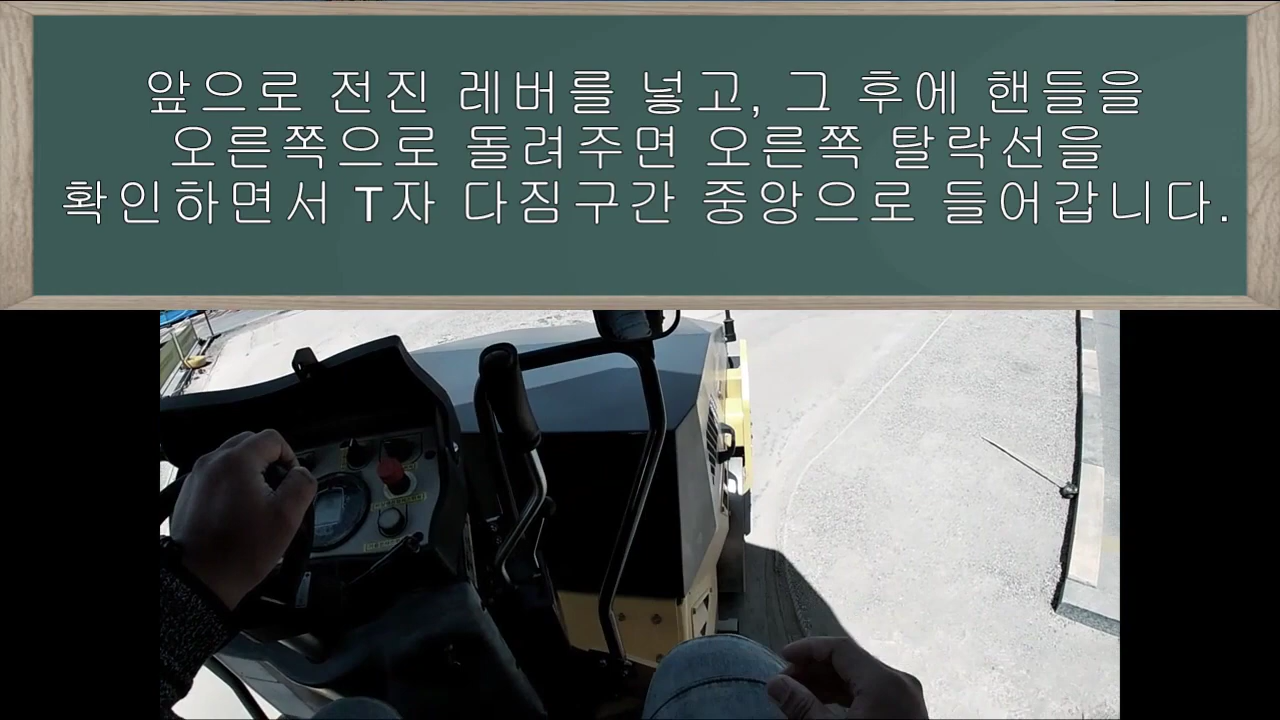 앞으로 전진 레버를 넣고, 그 후에 핸들을
오른쪽으로 돌려주면 오른쪽 탈락선을
확인하면서 T자 다짐구간 중앙으로 들어갑니다.